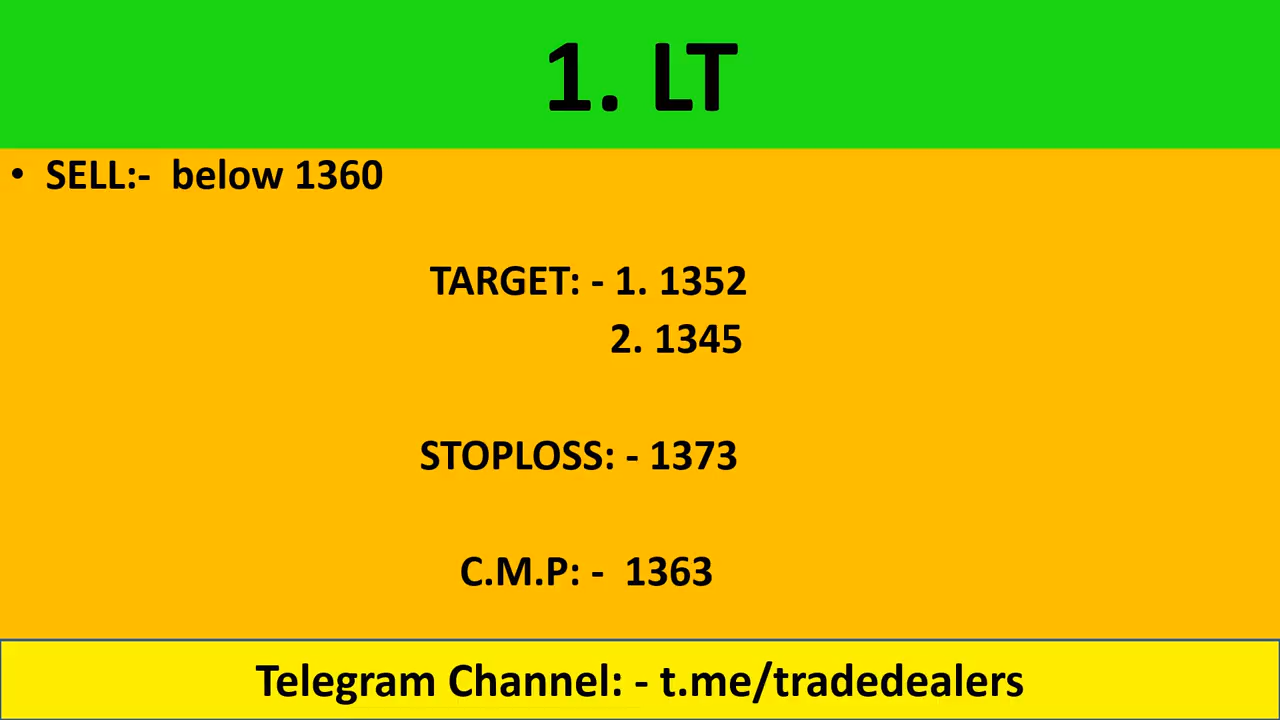 1. LT
• SELL:- below 1360
TARGET: - 1. 1352
2. 1345
STOPLOSS: - 1373
C.M.P: - 1363
Telegram Channel: - t.me/tradedealers